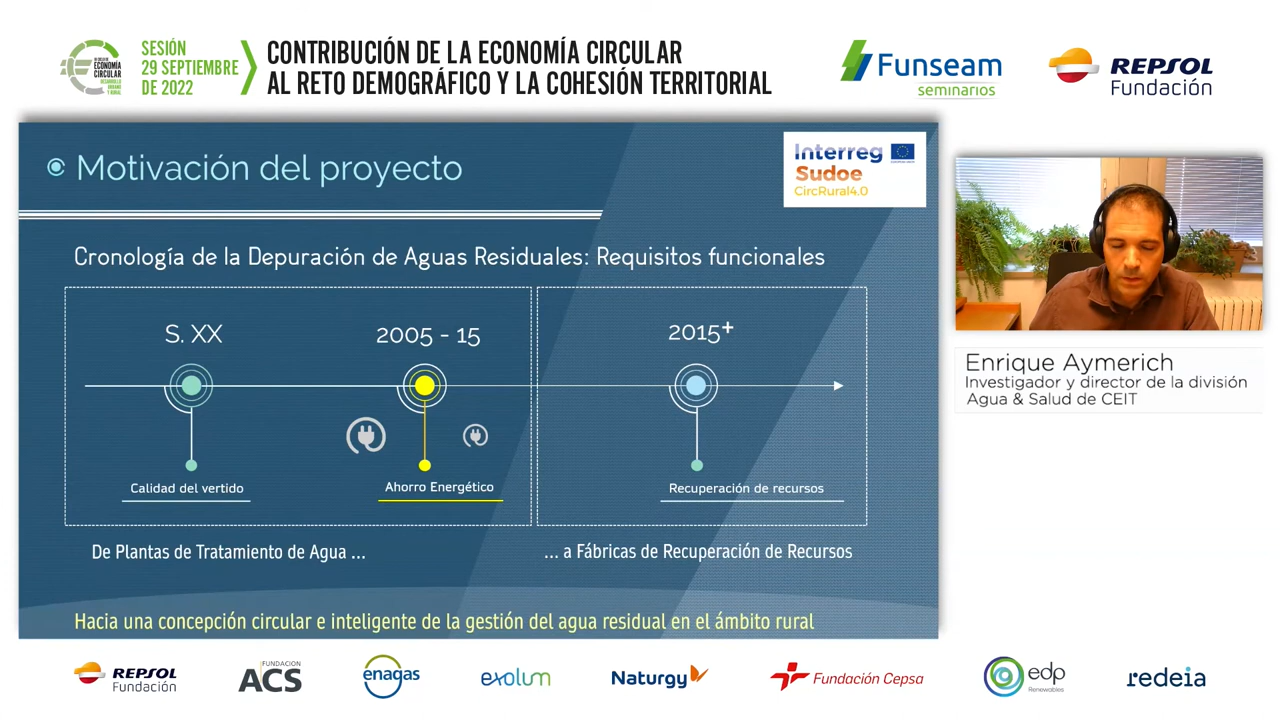 SESIÓN
29 SEPTIEMBRE
DE 2022
CONTRIBUCIÓN DE LA ECONOMÍA CIRCULAR
AL RETO DEMOGRÁFICO Y LA COHESIÓN TERRITORIAL
ECONOMÍA
CIRCULAR
Funseam
seminarios
REPSOL
Fundación
Motivación del proyecto
Interreg
Sudoe
CircRural4.0
Cronología de la Depuración de Aguas Residuales: Requisitos funcionales
S. XX
2005 - 15
2015+
Calidad del vertido
Ahorro Energético
Recuperación de recursos
De Plantas de Tratamiento de Agua ...
... a Fábricas de Recuperación de Recursos
Hacia una concepción circular e inteligente de la gestión del agua residual en el ámbito rural
Enrique Aymerich
Investigador y director de la división
Agua & Salud de CEIT
REPSOL
Fundación
FUNDACIÓN
ACS
enagas
exolum
Naturgy
Fundación Cepsa
edp
Renewables
redeia